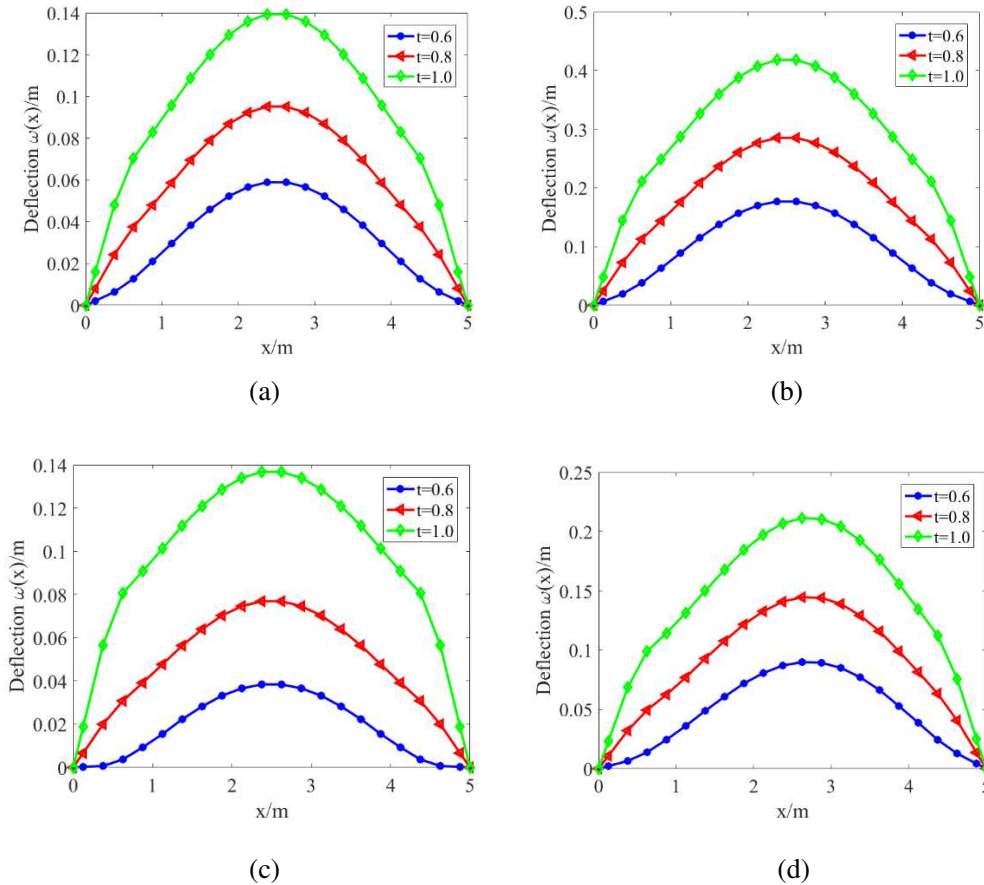 0.14
0.12
0.1
0.08
0.06
0.04
0.02
0
Deflection ω(x)/m
0 1 2 3 4 5
x/m
t=0.6
t=0.8
t=1.0
(a)
0.5
0.4
0.3
0.2
0.1
0
Deflection ω(x)/m
0 1 2 3 4 5
x/m
t=0.6
t=0.8
t=1.0
(b)
0.14
0.12
0.1
0.08
0.06
0.04
0.02
0
Deflection ω(x)/m
0 1 2 3 4 5
x/m
t=0.6
t=0.8
t=1.0
(c)
0.25
0.2
0.15
0.1
0.05
0
Deflection ω(x)/m
0 1 2 3 4 5
x/m
t=0.6
t=0.8
t=1.0
(d)